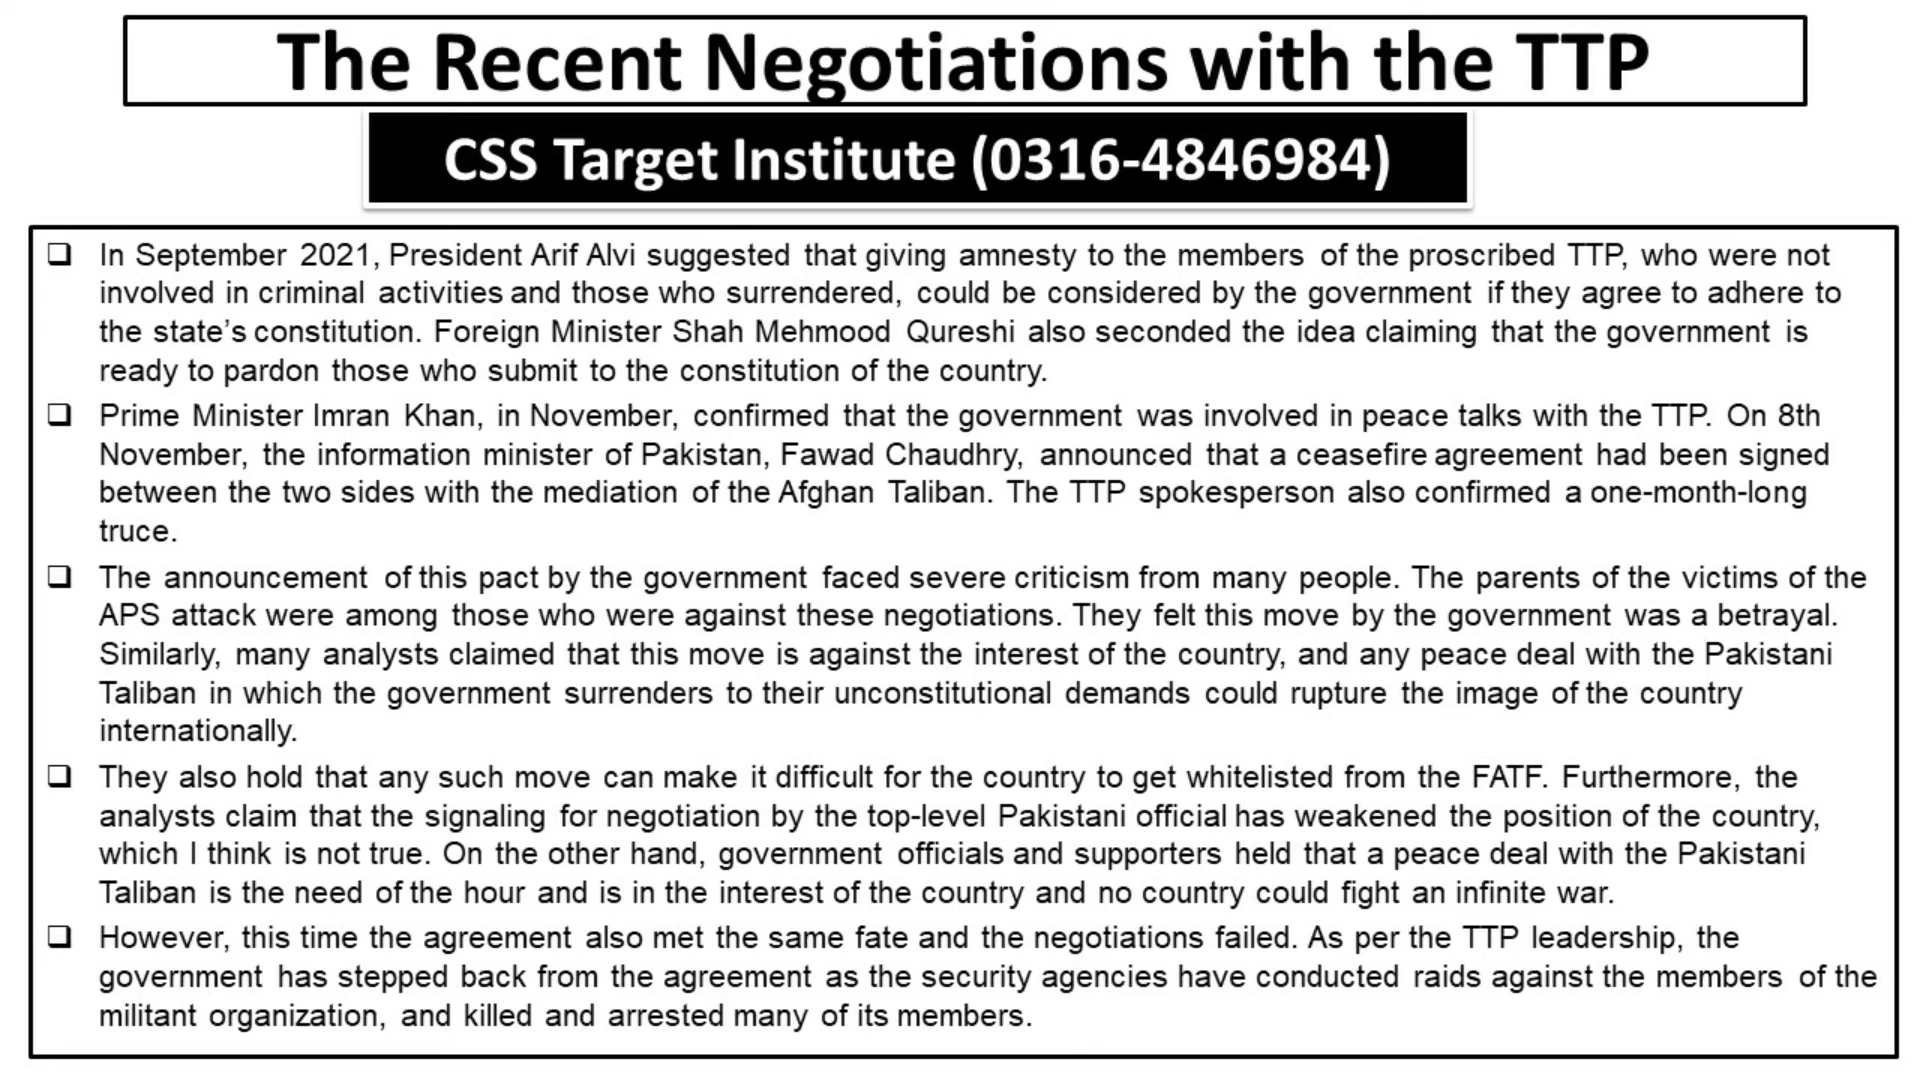 The Recent Negotiations with the TTP
CSS Target Institute (0316-4846984)
❑ In September 2021, President Arif Alvi suggested that giving amnesty to the members of the proscribed TTP, who were not
involved in criminal activities and those who surrendered, could be considered by the government if they agree to adhere to
the state’s constitution. Foreign Minister Shah Mehmood Qureshi also seconded the idea claiming that the government is
ready to pardon those who submit to the constitution of the country.
❑ Prime Minister Imran Khan, in November, confirmed that the government was involved in peace talks with the TTP. On 8th
November, the information minister of Pakistan, Fawad Chaudhry, announced that a ceasefire agreement had been signed
between the two sides with the mediation of the Afghan Taliban. The TTP spokesperson also confirmed a one-month-long
truce.
❑ The announcement of this pact by the government faced severe criticism from many people. The parents of the victims of the
APS attack were among those who were against these negotiations. They felt this move by the government was a betrayal.
Similarly, many analysts claimed that this move is against the interest of the country, and any peace deal with the Pakistani
Taliban in which the government surrenders to their unconstitutional demands could rupture the image of the country
internationally.
❑ They also hold that any such move can make it difficult for the country to get whitelisted from the FATF. Furthermore, the
analysts claim that the signaling for negotiation by the top-level Pakistani official has weakened the position of the country,
which I think is not true. On the other hand, government officials and supporters held that a peace deal with the Pakistani
Taliban is the need of the hour and is in the interest of the country and no country could fight an infinite war.
❑ However, this time the agreement also met the same fate and the negotiations failed. As per the TTP leadership, the
government has stepped back from the agreement as the security agencies have conducted raids against the members of the
militant organization, and killed and arrested many of its members.